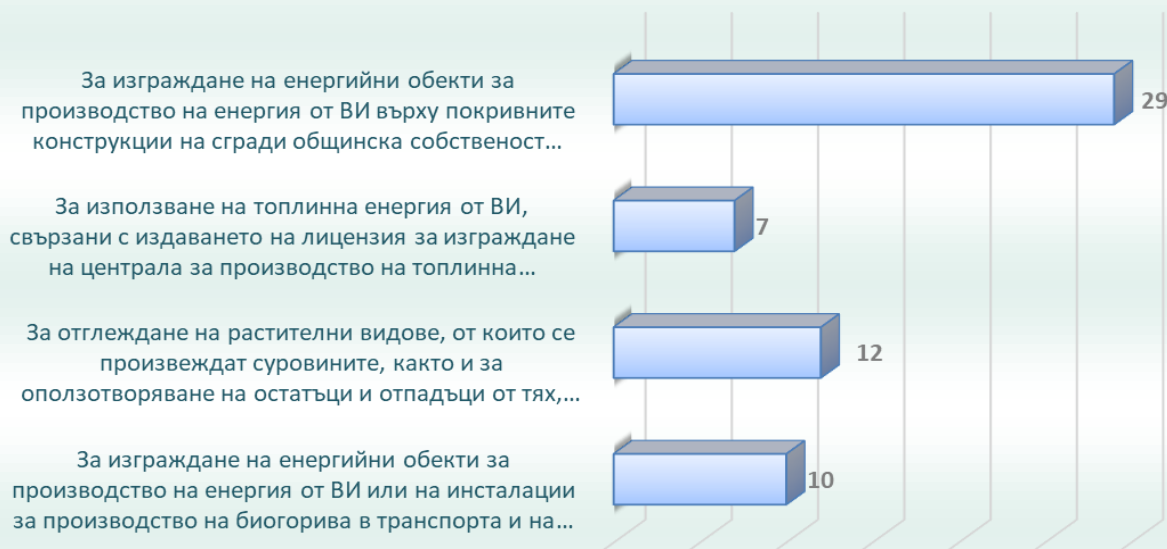 За изграждане на енергийни обекти за
производство на енергия от ВИ върху покривните
конструкции на сгради общинска собственост...
29
За използване на топлинна енергия от ВИ,
свързани с издаването на лицензия за изграждане
на централа за производство на топлинна...
7
За отглеждане на растителни видове, от които се
произвеждат суровините, както и за
оползотворяване на остатъци и отпадъци от тях,...
12
За изграждане на енергийни обекти за
производство на енергия от ВИ или на инсталации
за производство на биогорива в транспорта и на...
10